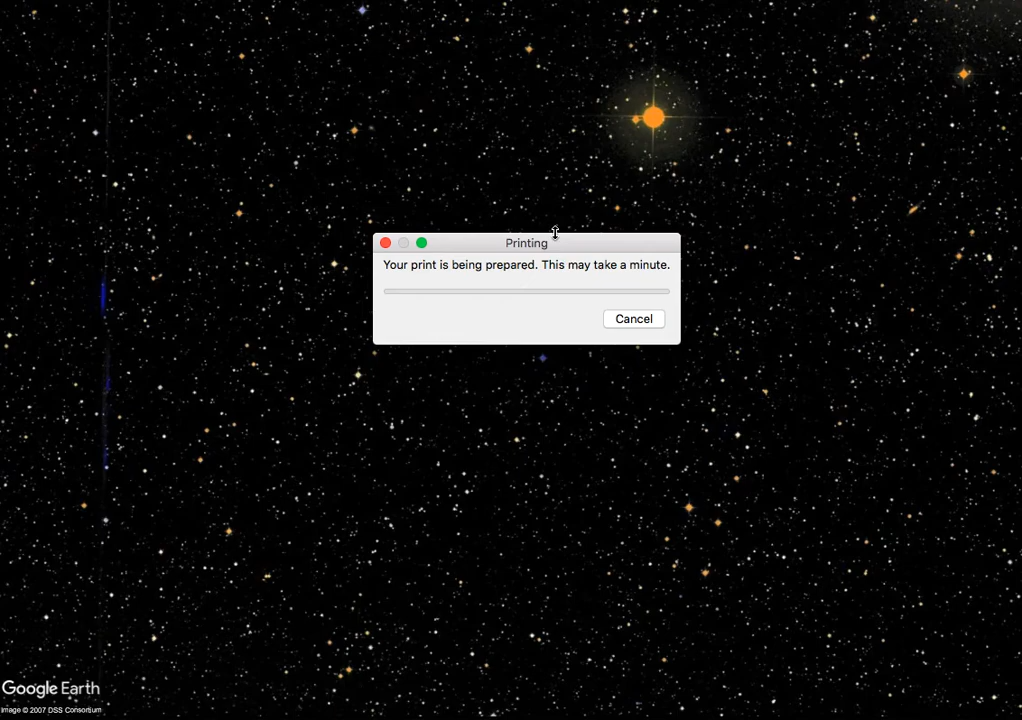 Printing
Your print is being prepared. This may take a minute.
Cancel
Google Earth
Image © 2007 DSS Consortium